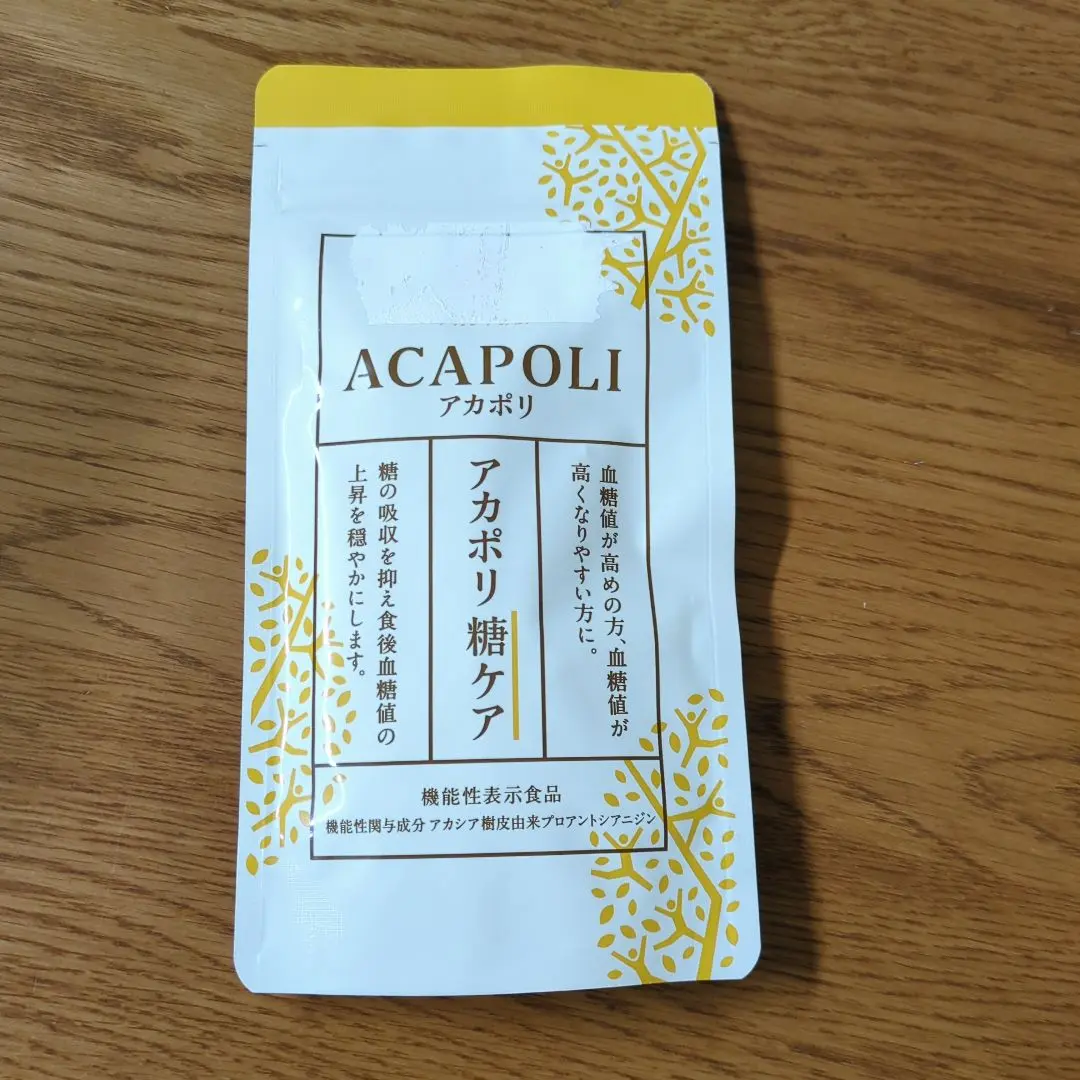 ACAPOLI
アカポリ
血糖値が高めの方、血糖値が
高くなりやすい方に。
アカポリ 糖ケア
糖の吸収を抑え食後血糖値の
上昇を穏やかにします。
機能性表示食品
機能性関与成分 アカシア樹皮由来プロアントシアニジン